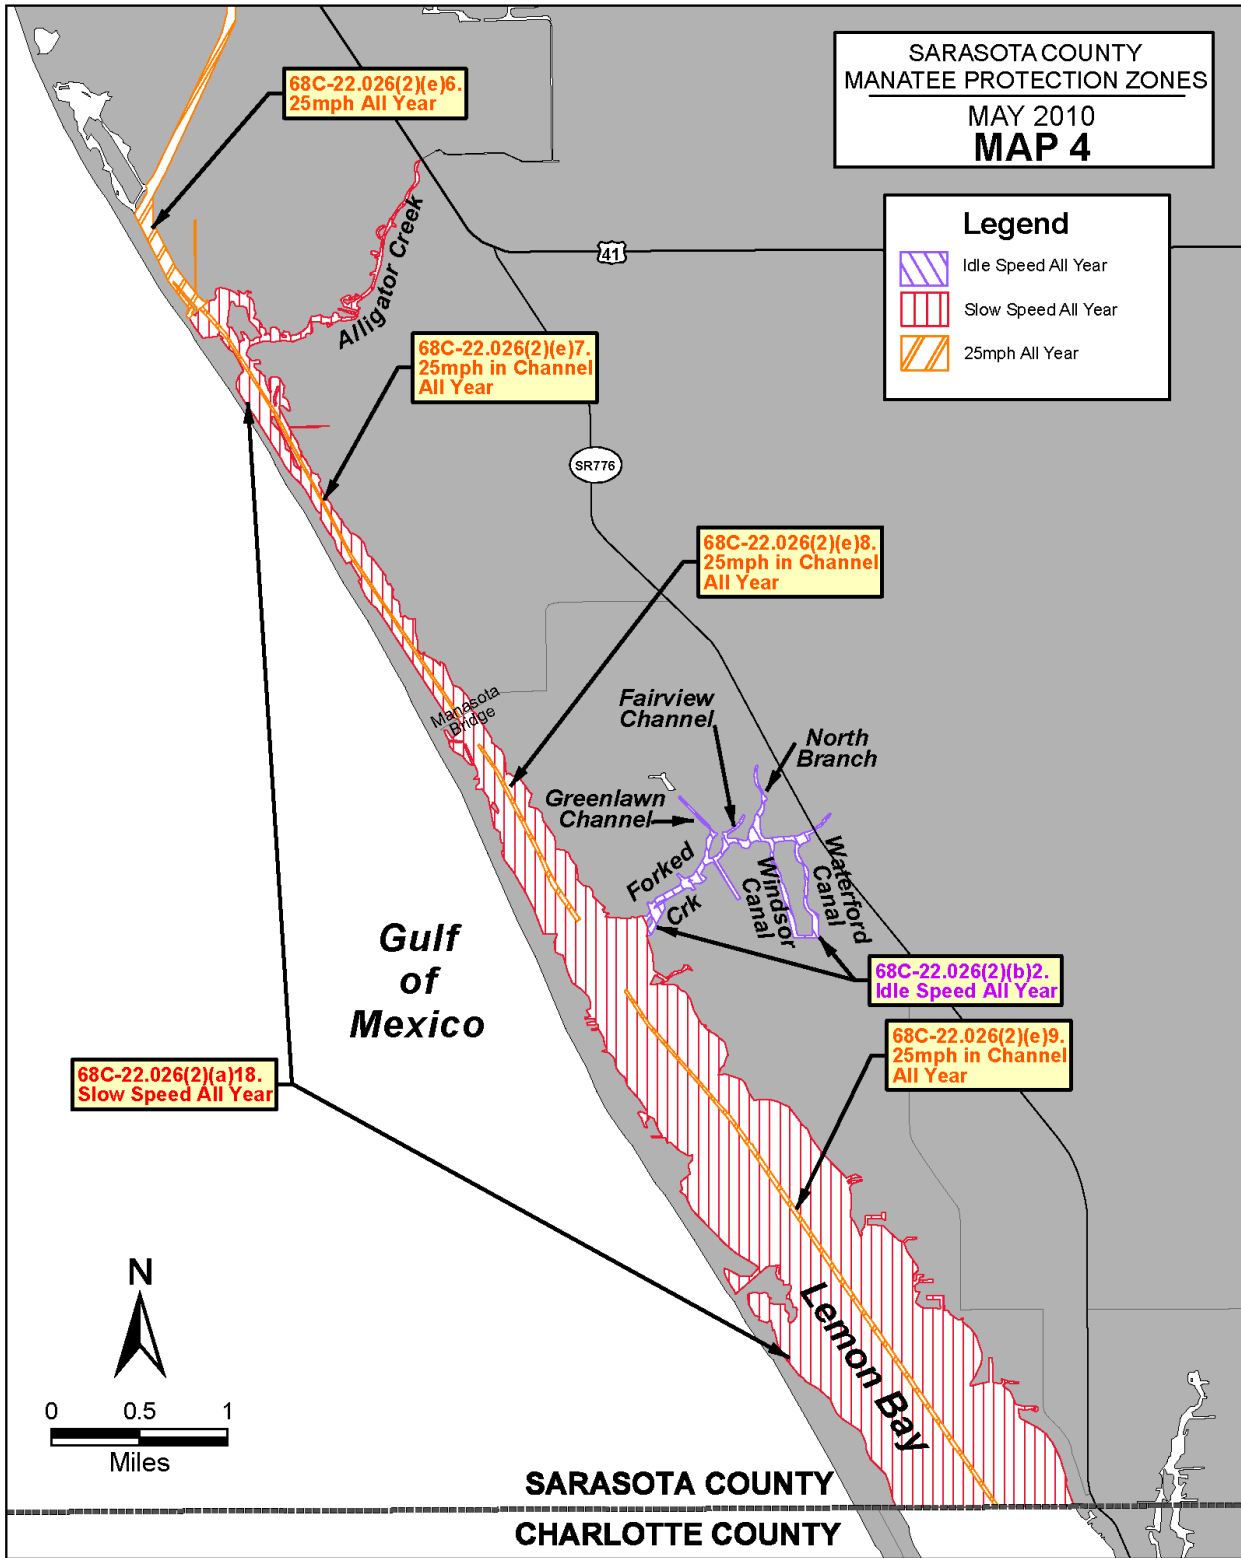 SARASOTA COUNTY
MANATEE PROTECTION ZONES
MAY 2010
MAP 4
Legend
Idle Speed All Year
Slow Speed All Year
25mph All Year
68C-22.026(2)(e)6.
25mph All Year
41
Alligator Creek
68C-22.026(2)(e)7.
25mph in Channel
All Year
SR776
68C-22.026(2)(e)8.
25mph in Channel
All Year
Manasota
Bridge
Fairview
Channel
North
Branch
Greenlawn
Channel
Forked
Crk
Windsor
Canal
Waterford
Canal
Gulf
of
Mexico
68C-22.026(2)(b)2.
Idle Speed All Year
68C-22.026(2)(e)9.
25mph in Channel
All Year
68C-22.026(2)(a)18.
Slow Speed All Year
Lemon Bay
N
0 0.5 1
Miles
SARASOTA COUNTY
CHARLOTTE COUNTY